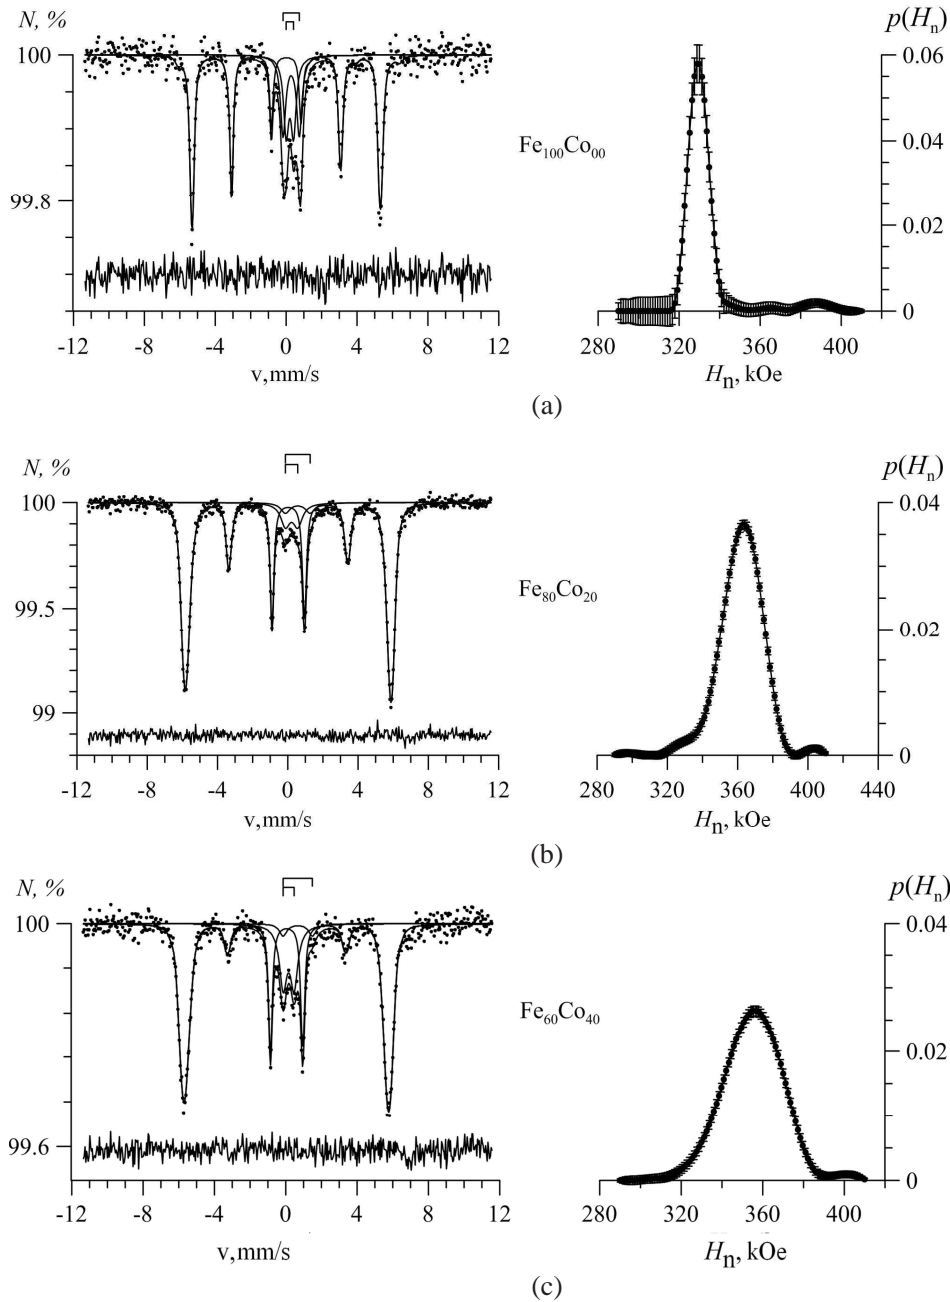 N, %
100
99.8
-12 -8 -4 0 4 8 12
v,mm/s
Fe100Co00
p(Hn)
0.06
0.04
0.02
0
280 320 360 400
Hn, kOe
(a)
N, %
100
99.5
99
-12 -8 -4 0 4 8 12
v,mm/s
Fe80Co20
p(Hn)
0.04
0.02
0
280 320 360 400 440
Hn, kOe
(b)
N, %
100
99.6
-12 -8 -4 0 4 8 12
v,mm/s
Fe60Co40
p(Hn)
0.04
0.02
0
280 320 360 400
Hn, kOe
(c)